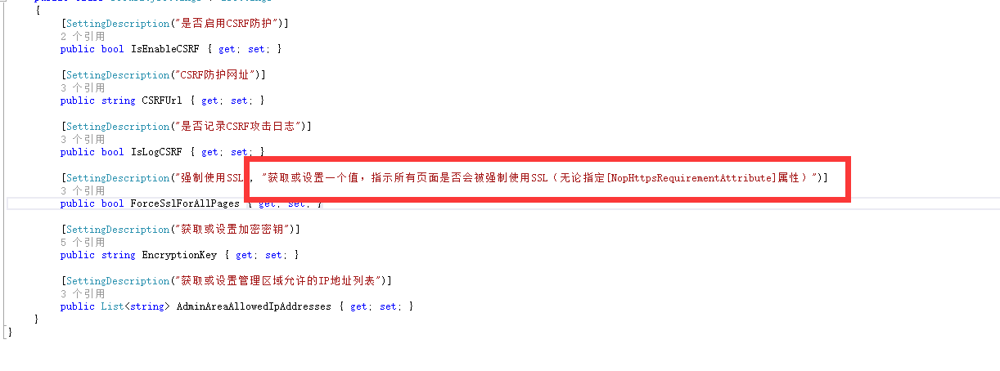 {
[SettingDescription("是否启用CSRF防护")]
2 个引用
public bool IsEnableCSRF { get; set; }
[SettingDescription("CSRF防护网址")]
3 个引用
public string CSRFUrl { get; set; }
[SettingDescription("是否记录CSRF攻击日志")]
3 个引用
public bool IsLogCSRF { get; set; }
[SettingDescription("强制使用SSL , "获取或设置一个值，指示所有页面是否会被强制使用SSL（无论指定[NopHttpsRequirementAttribute]属性）")]
3 个引用
public bool ForceSslForAllPages { get; set; }
[SettingDescription("获取或设置加密密钥")]
5 个引用
public string EncryptionKey { get; set; }
[SettingDescription("获取或设置管理区域允许的IP地址列表")]
3 个引用
public List<string> AdminAreaAllowedIpAddresses { get; set; }
}
}